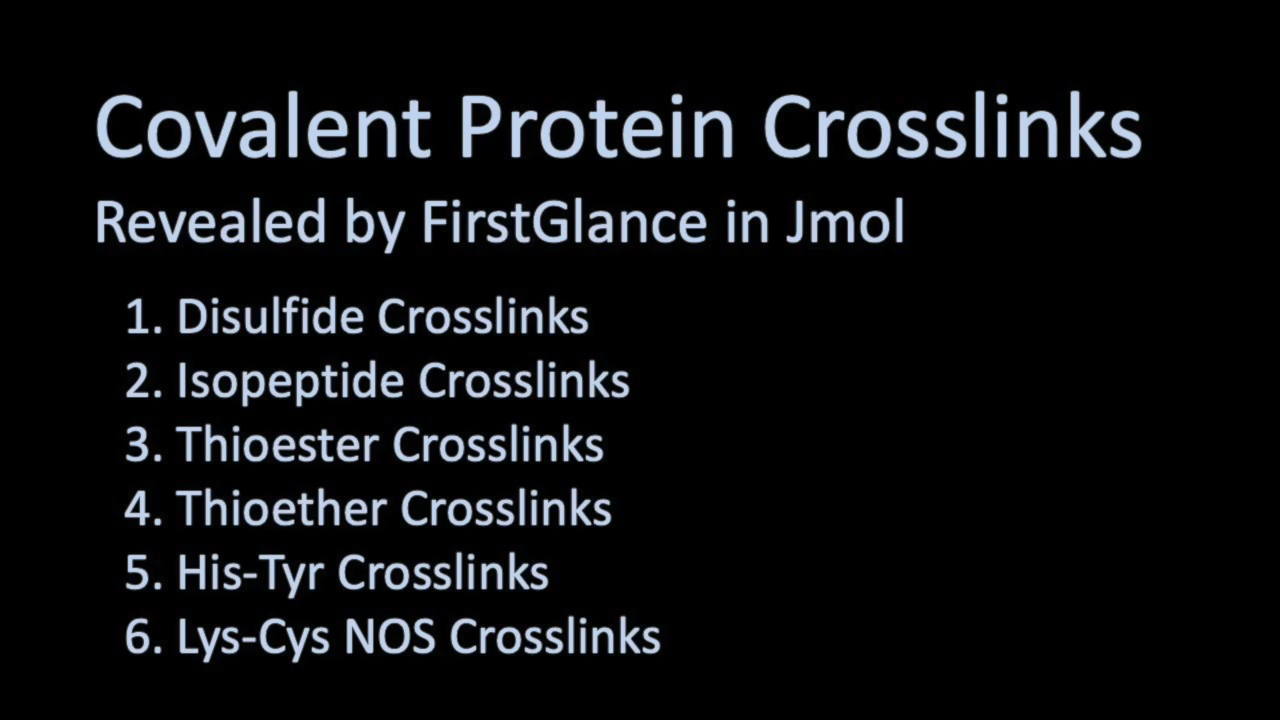 Covalent Protein Crosslinks
Revealed by FirstGlance in Jmol
1. Disulfide Crosslinks
2. Isopeptide Crosslinks
3. Thioester Crosslinks
4. Thioether Crosslinks
5. His-Tyr Crosslinks
6. Lys-Cys NOS Crosslinks